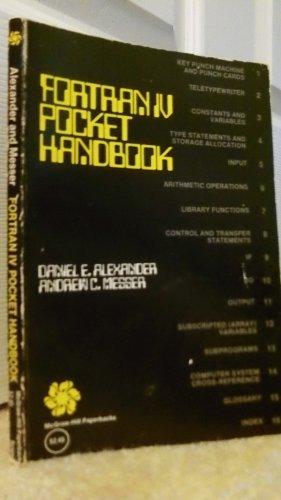 Alexander and Messer FORTRAN IV POCKET HANDBOOK
FORTRAN IV
POCKET
HANDBOOK
DANIEL E. ALEXANDER
ANDREW C. MESSER
McGraw-Hill Paperbacks
$2.45
KEY PUNCH MACHINE
AND PUNCH CARDS 1
TELETYPEWRITER 2
CONSTANTS AND
VARIABLES 3
TYPE STATEMENTS AND
STORAGE ALLOCATION 4
INPUT 5
ARITHMETIC OPERATIONS 6
LIBRARY FUNCTIONS 7
CONTROL AND TRANSFER
STATEMENTS 8
IF 9
DO 10
OUTPUT 11
SUBSCRIPTED (ARRAY)
VARIABLES 12
SUBPROGRAMS 13
COMPUTER SYSTEM
CROSS-REFERENCE 14
GLOSSARY 15
INDEX 16